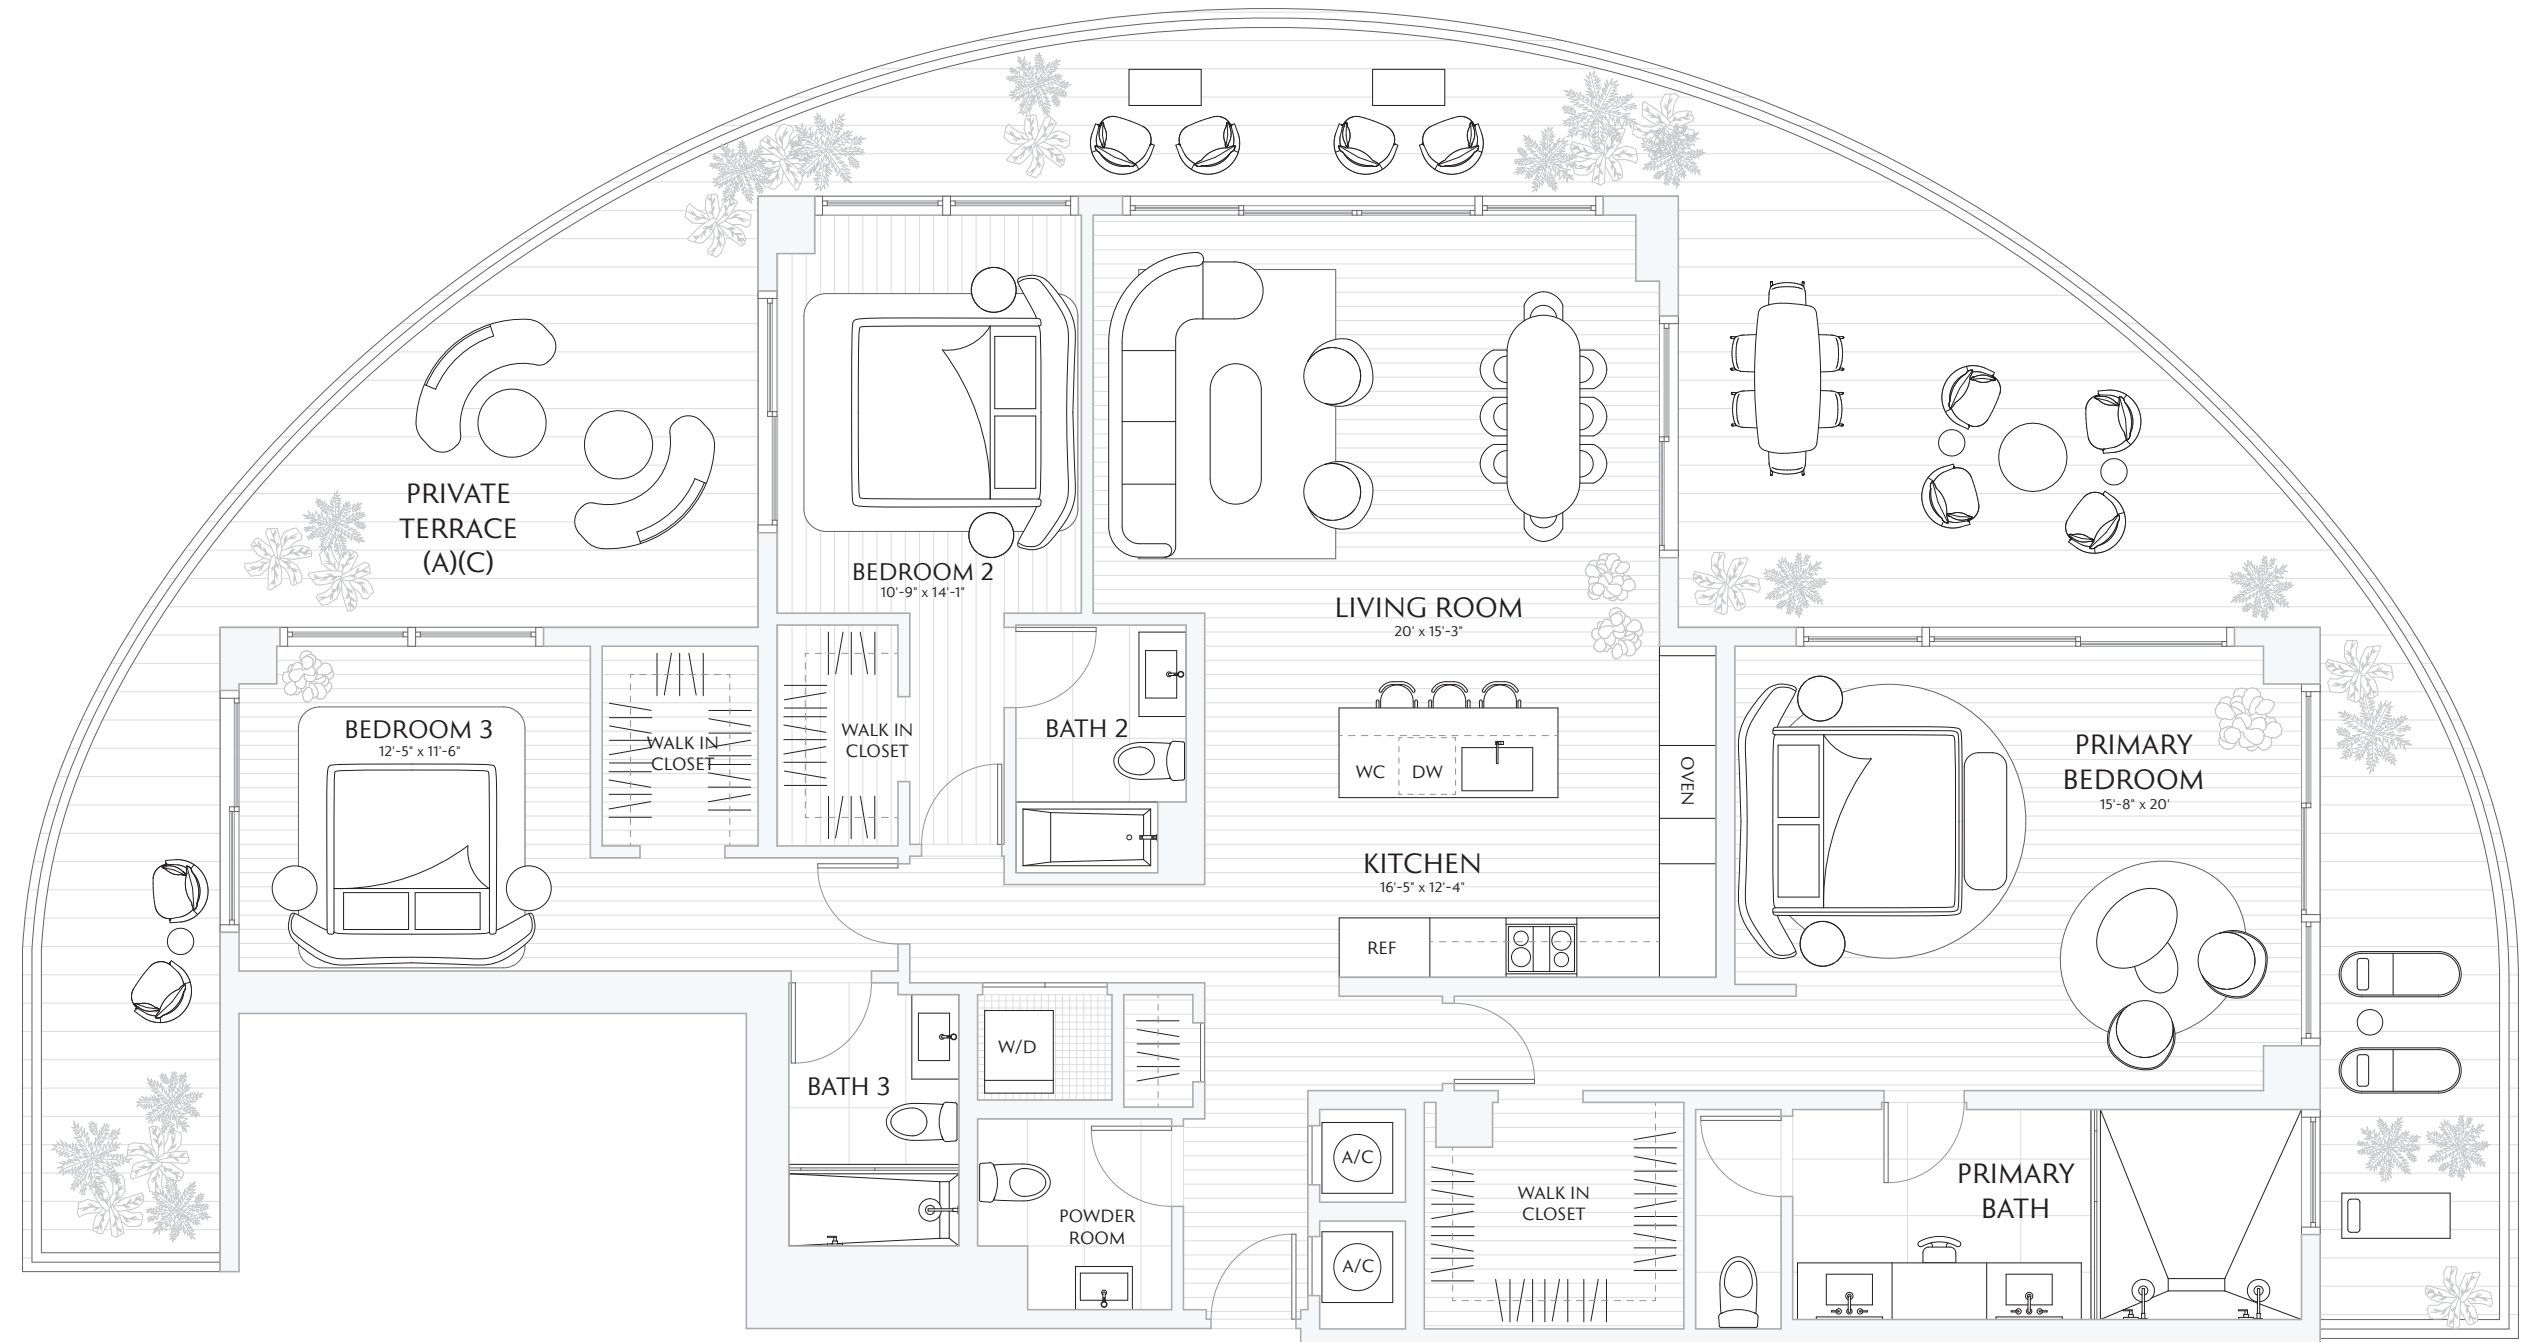 PRIVATE
TERRACE
(A)(C)
BEDROOM 2
10'-9" x 14'-1"
LIVING ROOM
20' x 15'-3"
BEDROOM 3
12'-5" x 11'-6"
WALK IN
CLOSET
WALK IN
CLOSET
BATH 2
WC
DW
OVEN
PRIMARY
BEDROOM
15'-8" x 20'
KITCHEN
16'-5" x 12'-4"
REF
W/D
BATH 3
POWDER
ROOM
A/C
A/C
WALK IN
CLOSET
PRIMARY
BATH